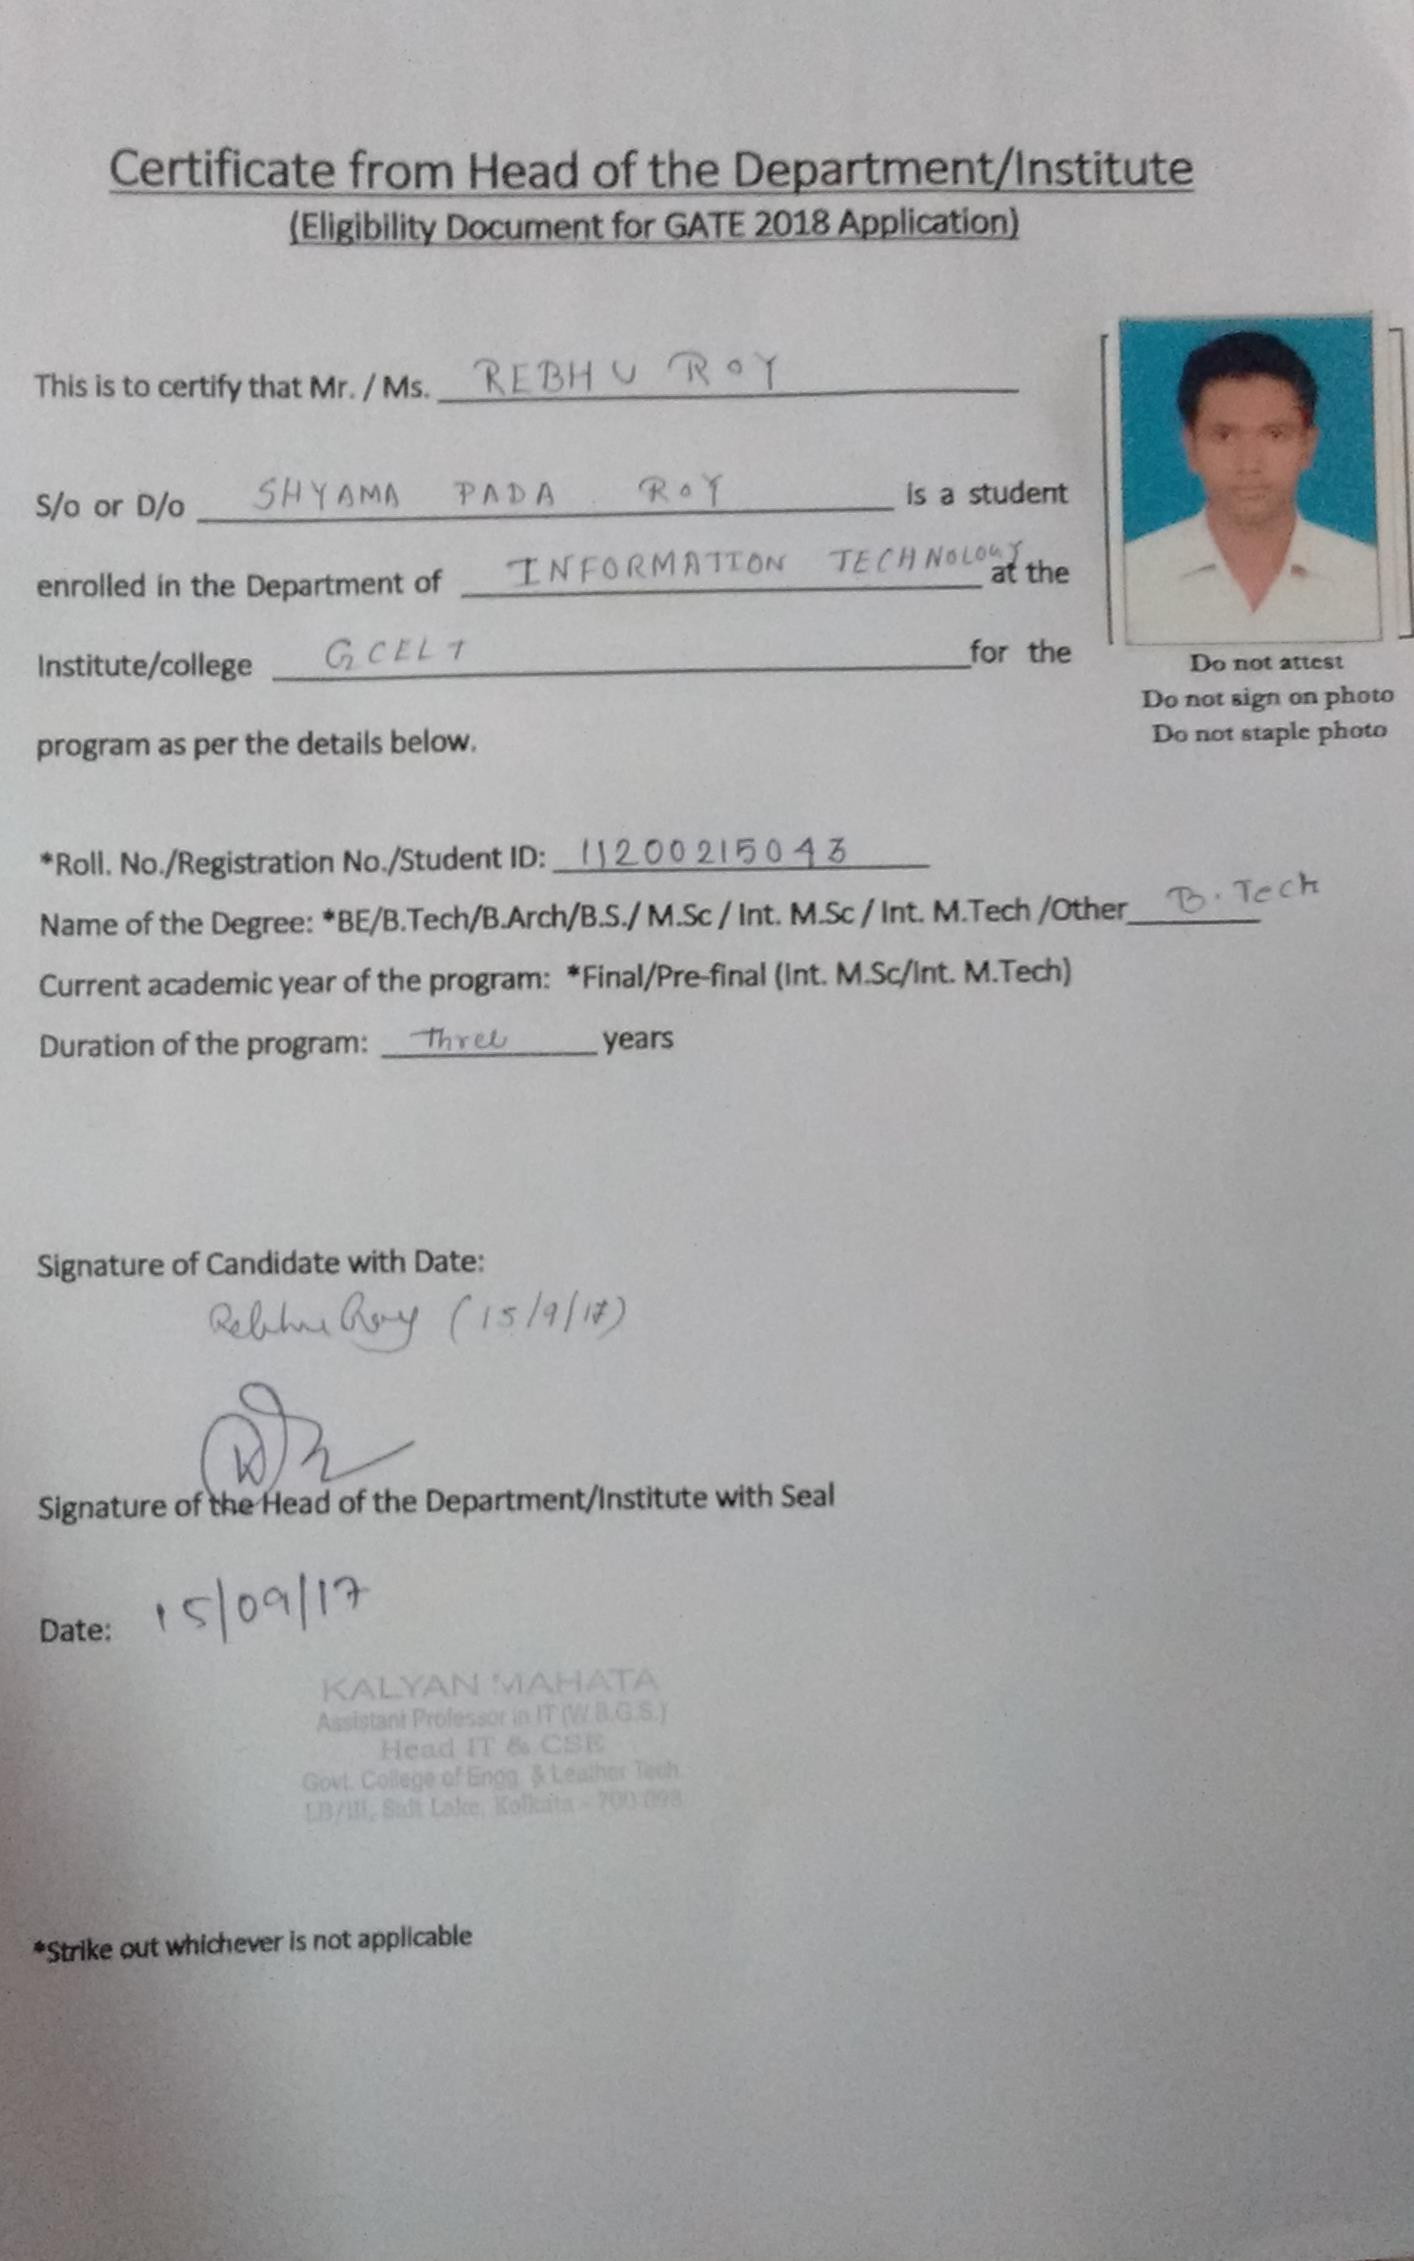 Certificate from Head of the Department/Institute
(Eligibility Document for GATE 2018 Application)
This is to certify that Mr. / Ms. REBHU ROY
S/o or D/o SHYAMA PADA ROY is a student
enrolled in the Department of INFORMATION TECHNOLOGY at the
Institute/college GCELT for the
program as per the details below.
Do not attest
Do not sign on photo
Do not staple photo
*Roll. No./Registration No./Student ID: 11200215043
Name of the Degree: *BE/B.Tech/B.Arch/B.S./ M.Sc / Int. M.Sc / Int. M.Tech /Other B.Tech
Current academic year of the program: *Final/Pre-final (Int. M.Sc/Int. M.Tech)
Duration of the program: Three years
Signature of Candidate with Date:
Rebhu Roy (15/9/17)
Signature of the Head of the Department/Institute with Seal
Date: 15/09/17
KALYAN MAHATA
Assistant Professor in IT (W.B.G.S.)
Head IT & CSE
Govt. College of Engg. & Leather Tech.
LB/III, Salt Lake, Kolkata - 700 098
*Strike out whichever is not applicable